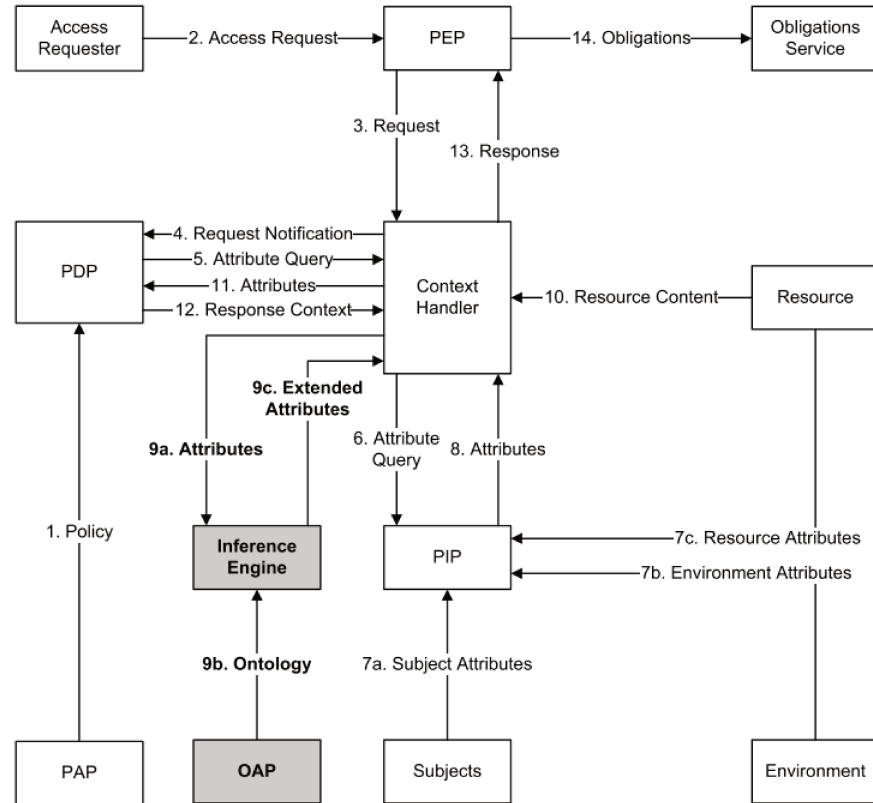 Access
Requester
2. Access Request
PEP
14. Obligations
Obligations
Service
3. Request
13. Response
PDP
4. Request Notification
5. Attribute Query
11. Attributes
12. Response Context
Context
Handler
10. Resource Content
Resource
9c. Extended
Attributes
9a. Attributes
6. Attribute
Query
8. Attributes
1. Policy
Inference
Engine
PIP
7c. Resource Attributes
7b. Environment Attributes
9b. Ontology
7a. Subject Attributes
PAP
OAP
Subjects
Environment